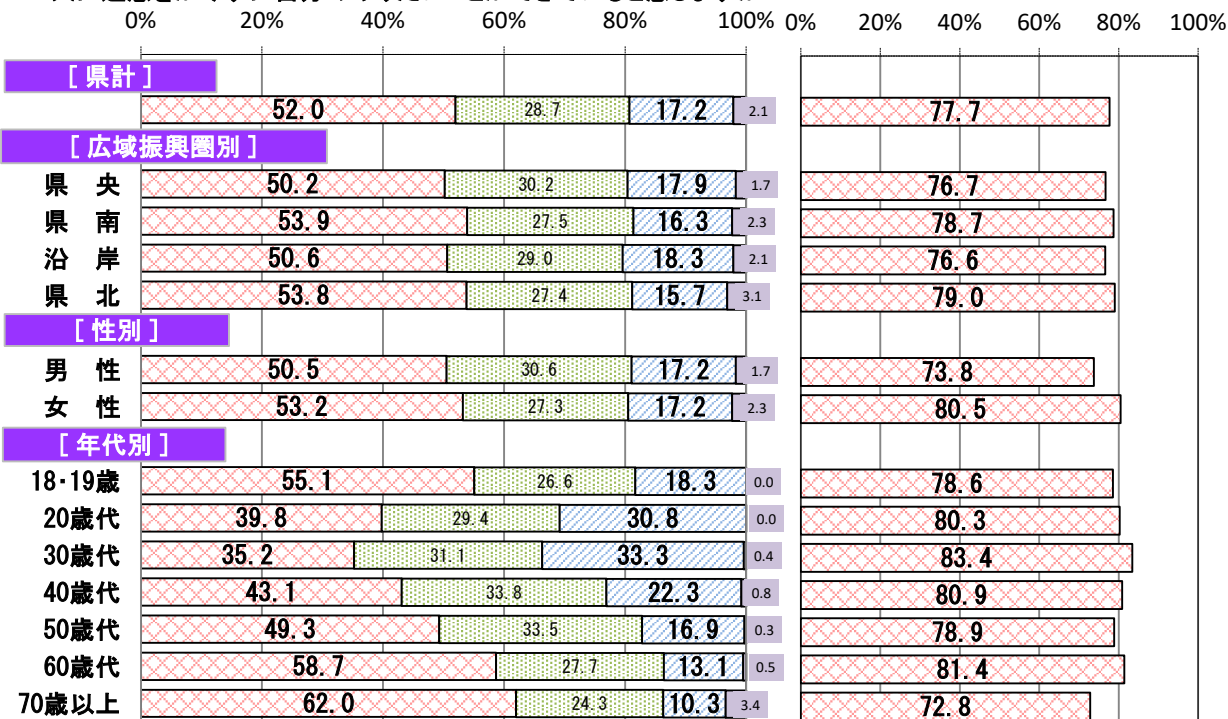 0% 20% 40% 60% 80% 100% 0% 20% 40% 60% 80% 100%
[ 県計 ]
52.0 28.7 17.2 2.1 77.7
[ 広域振興圏別 ]
県 央 50.2 30.2 17.9 1.7 76.7
県 南 53.9 27.5 16.3 2.3 78.7
沿 岸 50.6 29.0 18.3 2.1 76.6
県 北 53.8 27.4 15.7 3.1 79.0
[ 性別 ]
男 性 50.5 30.6 17.2 1.7 73.8
女 性 53.2 27.3 17.2 2.3 80.5
[ 年代別 ]
18・19歳 55.1 26.6 18.3 0.0 78.6
20歳代 39.8 29.4 30.8 0.0 80.3
30歳代 35.2 31.1 33.3 0.4 83.4
40歳代 43.1 33.8 22.3 0.8 80.9
50歳代 49.3 33.5 16.9 0.3 78.9
60歳代 58.7 27.7 13.1 0.5 81.4
70歳以上 62.0 24.3 10.3 3.4 72.8